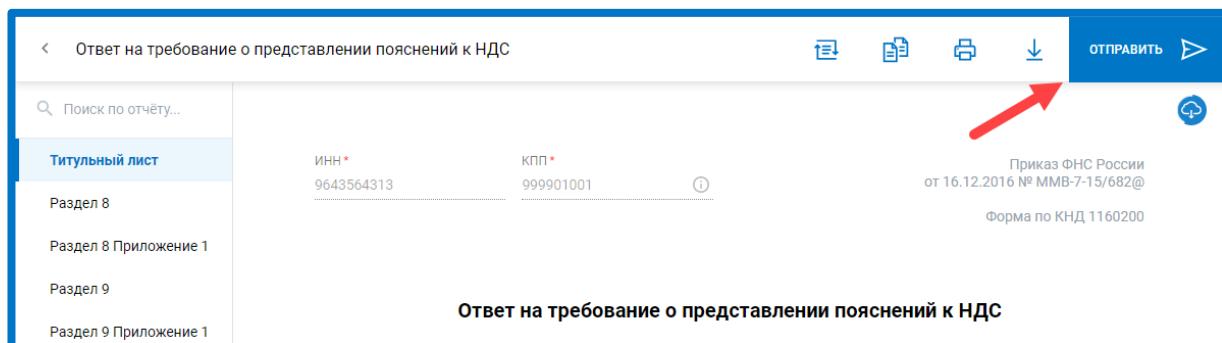 Ответ на требование о представлении пояснений к НДС
ОТПРАВИТЬ
Поиск по отчёту...
Титульный лист
Раздел 8
Раздел 8 Приложение 1
Раздел 9
Раздел 9 Приложение 1
ИНН *
КПП *
9643564313
999901001
Приказ ФНС России
от 16.12.2016 № ММВ-7-15/682@
Форма по КНД 1160200
Ответ на требование о представлении пояснений к НДС